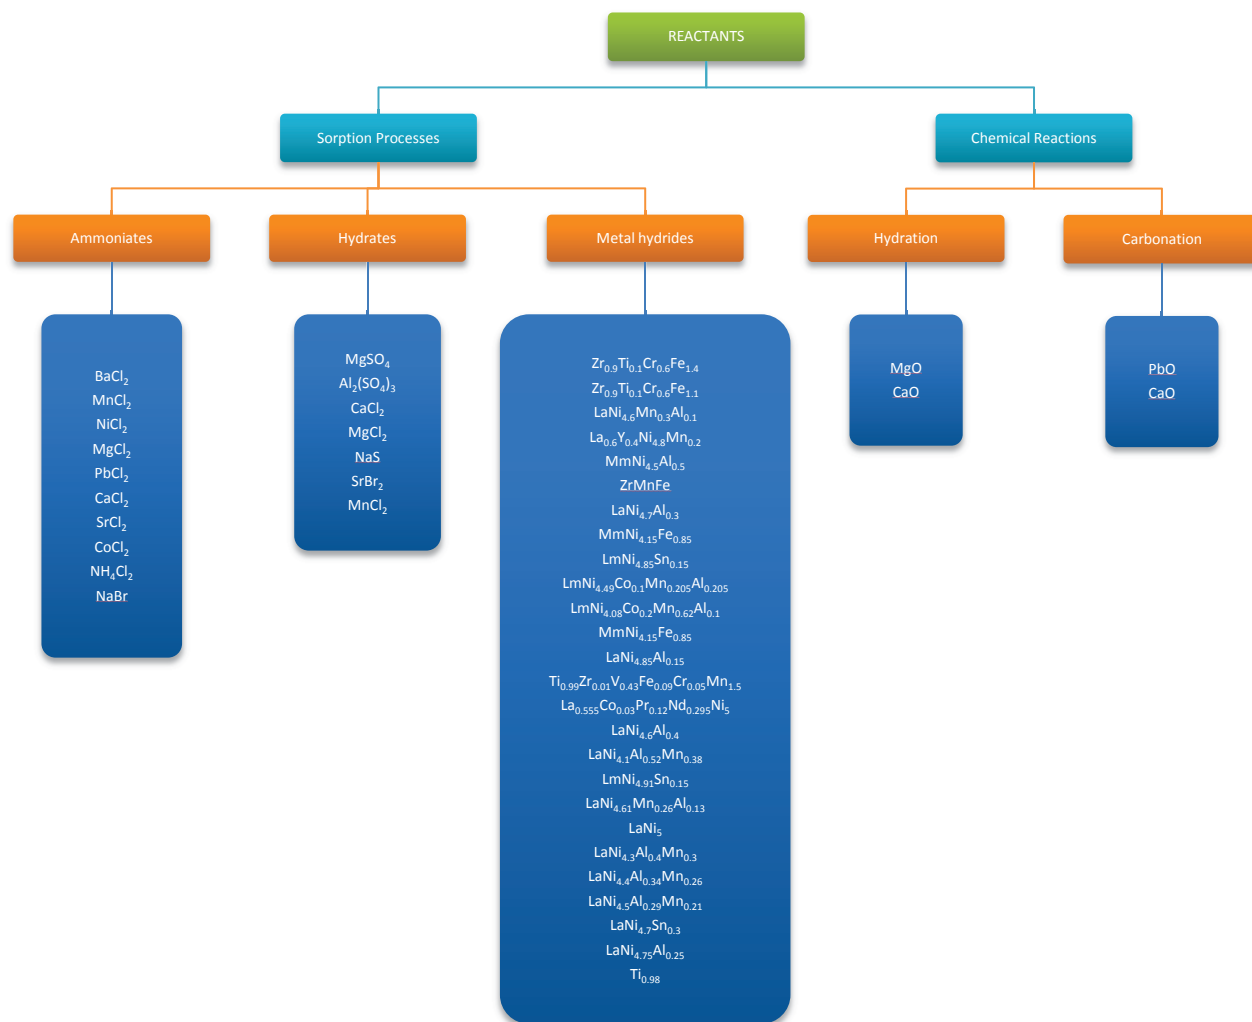 REACTANTS
Sorption Processes
Chemical Reactions
Ammoniates
Hydrates
Metal hydrides
Hydration
Carbonation
BaCl₂
MnCl₂
NiCl₂
MgCl₂
PbCl₂
CaCl₂
SrCl₂
CoCl₂
NH₄Cl₂
NaBr
MgSO₄
Al₂(SO₄)₃
CaCl₂
MgCl₂
NaS
SrBr₂
MnCl₂
Zr₀.₉Ti₀.₁Cr₀.₆Fe₁.₄
Zr₀.₉Ti₀.₁Cr₀.₆Fe₁.₁
LaNi₄.₆Mn₀.₃Al₀.₁
La₀.₆Y₀.₄Ni₄.₈Mn₀.₂
MmNi₄.₅Al₀.₅
ZrMnFe
LaNi₄.₇Al₀.₃
MmNi₄.₁₅Fe₀.₈₅
LmNi₄.₈₅Sn₀.₁₅
LmNi₄.₄₉Co₀.₁Mn₀.₂₀₅Al₀.₂₀₅
LmNi₄.₀₈Co₀.₂Mn₀.₆₂Al₀.₁
MmNi₄.₁₅Fe₀.₈₅
LaNi₄.₈₅Al₀.₁₅
Ti₀.₉₉Zr₀.₀₁V₀.₄₃Fe₀.₀₉Cr₀.₀₅Mn₁.₅
La₀.₅₅₅Co₀.₀₃Pr₀.₁₂Nd₀.₂₉₅Ni₅
LaNi₄.₆Al₀.₄
LaNi₄.₁Al₀.₅₂Mn₀.₃₈
LmNi₄.₉₁Sn₀.₁₅
LaNi₄.₆₁Mn₀.₂₆Al₀.₁₃
LaNi₅
LaNi₄.₃Al₀.₄Mn₀.₃
LaNi₄.₄Al₀.₃₄Mn₀.₂₆
LaNi₄.₅Al₀.₂₉Mn₀.₂₁
LaNi₄.₇Sn₀.₃
LaNi₄.₇₅Al₀.₂₅
Ti₀.₉₈
MgO
CaO
PbO
CaO